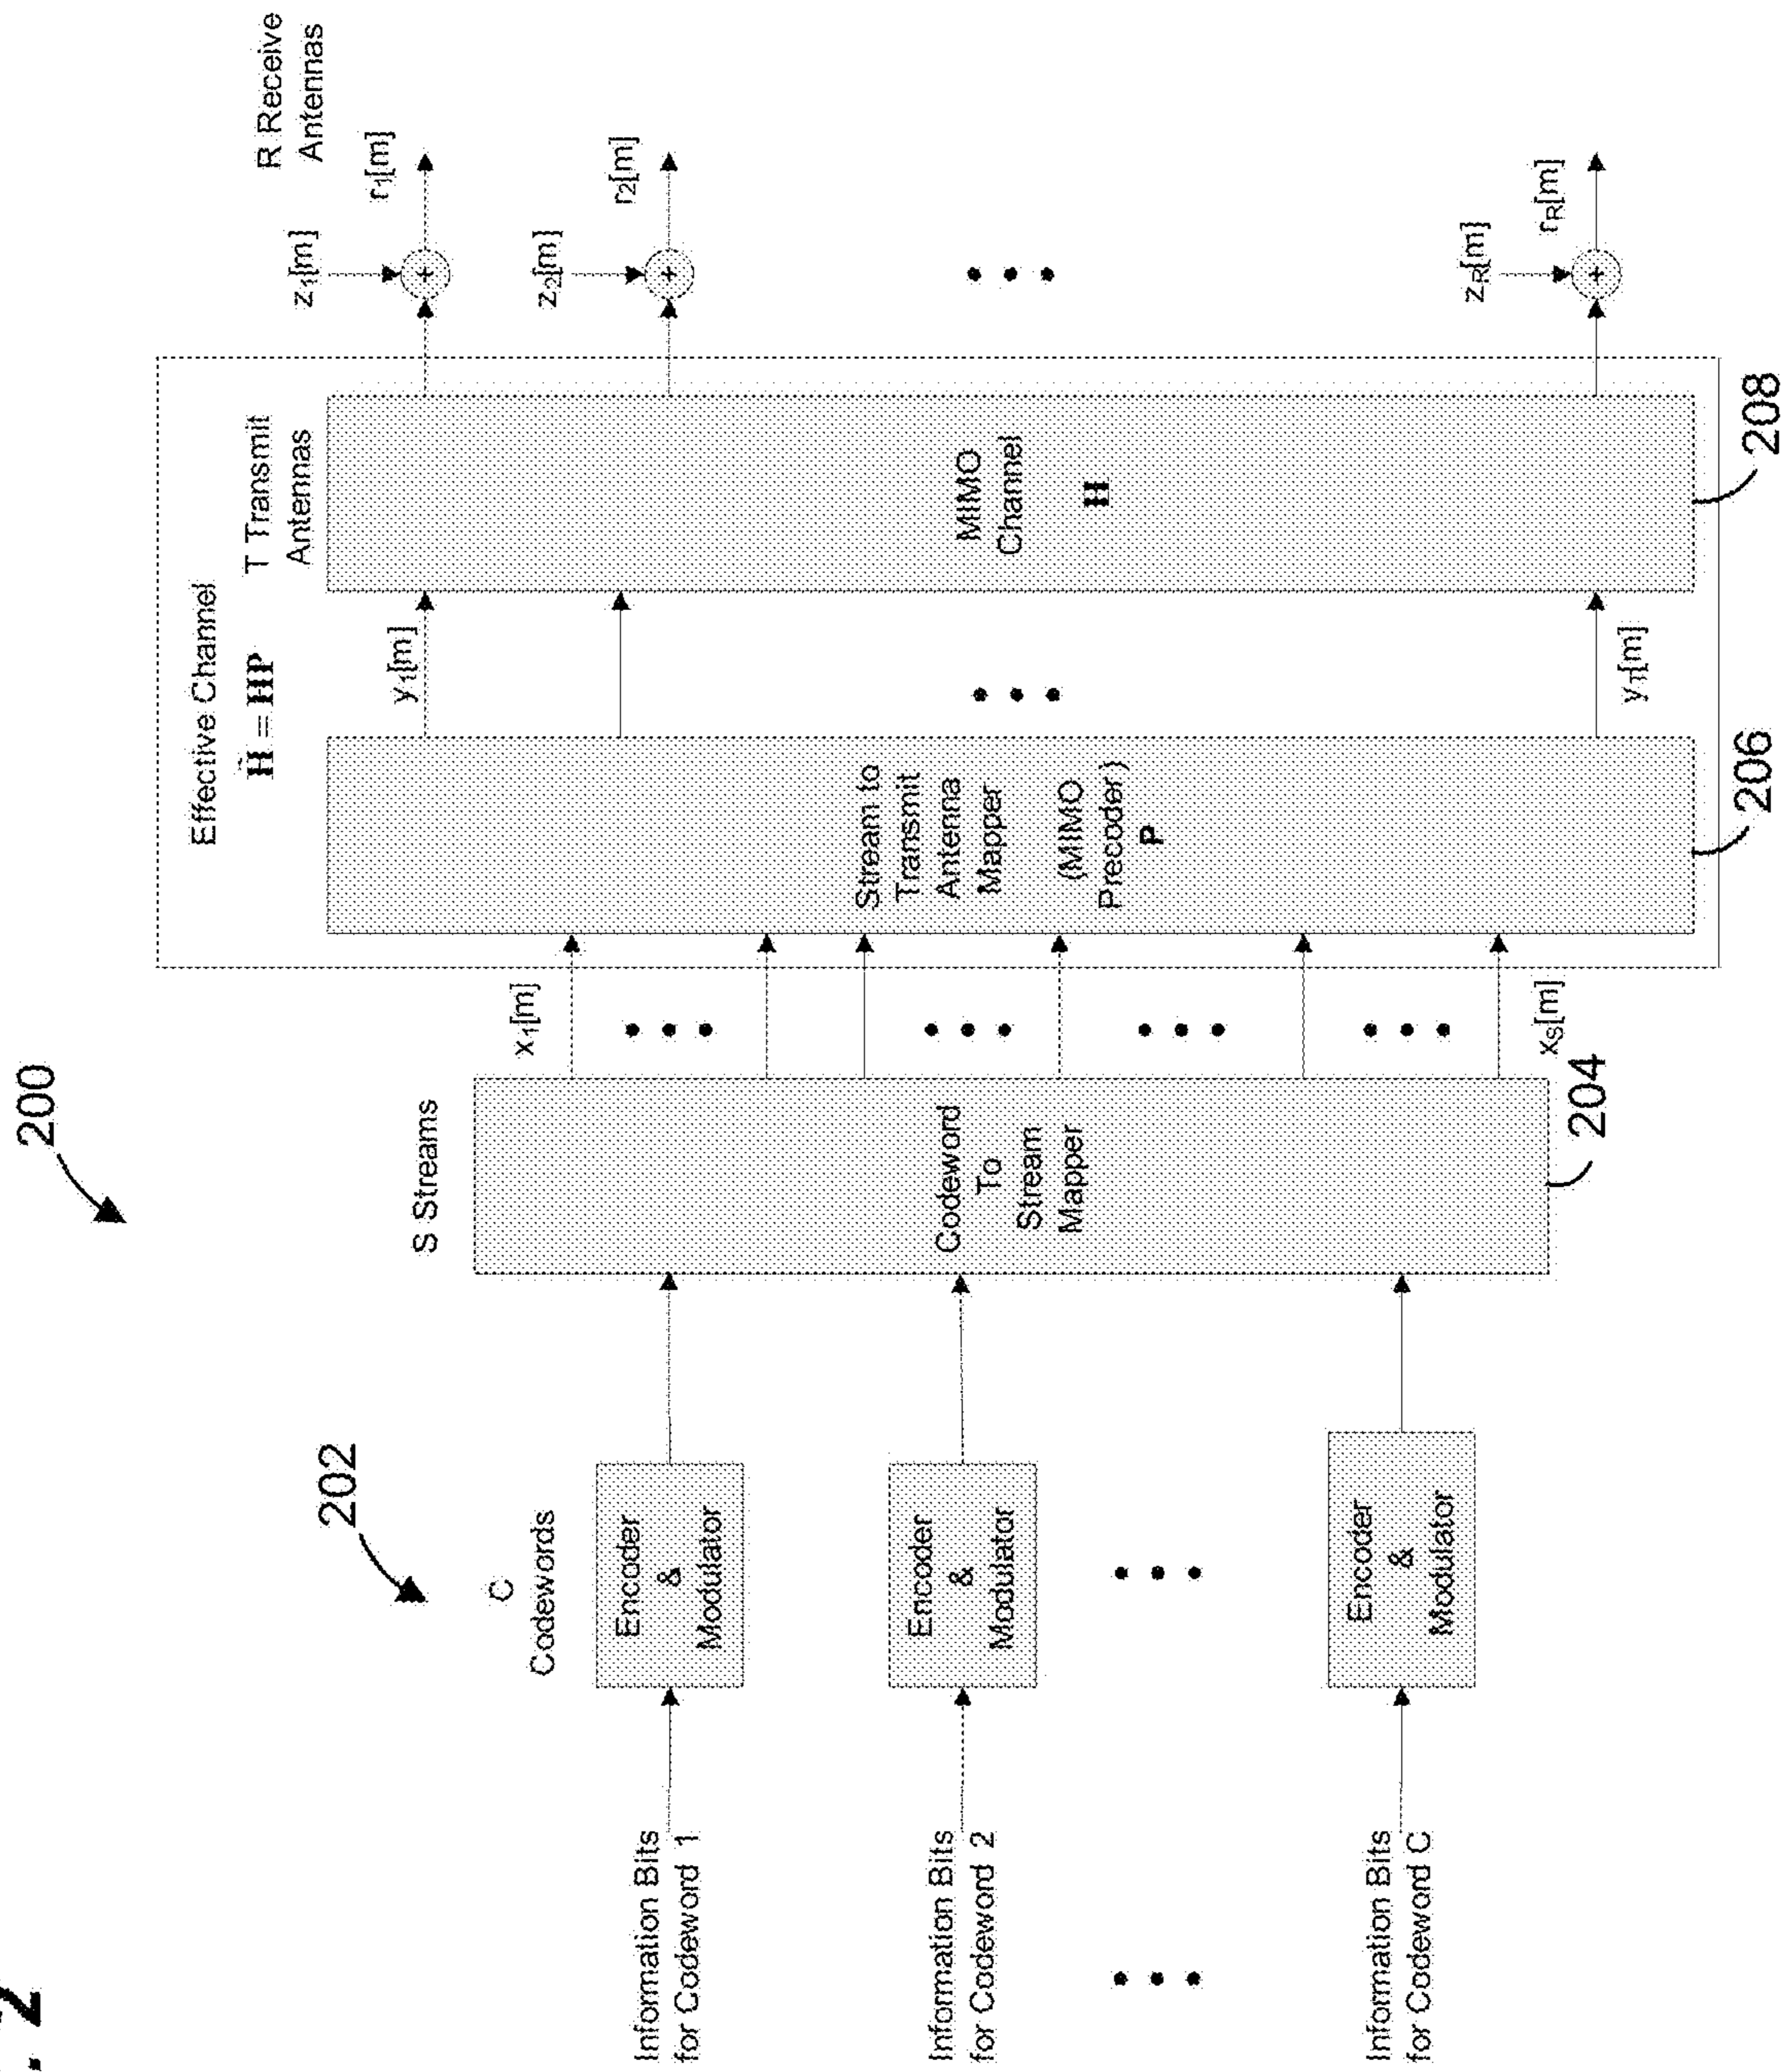 . 2
200
202
C
Codewords
Information Bits
for Codeword 1
Encoder
&
Modulator
Information Bits
for Codeword 2
Encoder
&
Modulator
Information Bits
for Codeword C
Encoder
&
Modulator
S Streams
Codeword
To
Stream
Mapper
204
x1[m]
xS[m]
Effective Channel
H̃ = HP
Stream to
Transmit
Antenna
Mapper
(MIMO
Precoder)
P
206
y1[m]
yT[m]
T Transmit
Antennas
MIMO
Channel
H
208
z1[m]
z2[m]
zR[m]
+
+
+
R Receive
Antennas
r1[m]
r2[m]
rR[m]